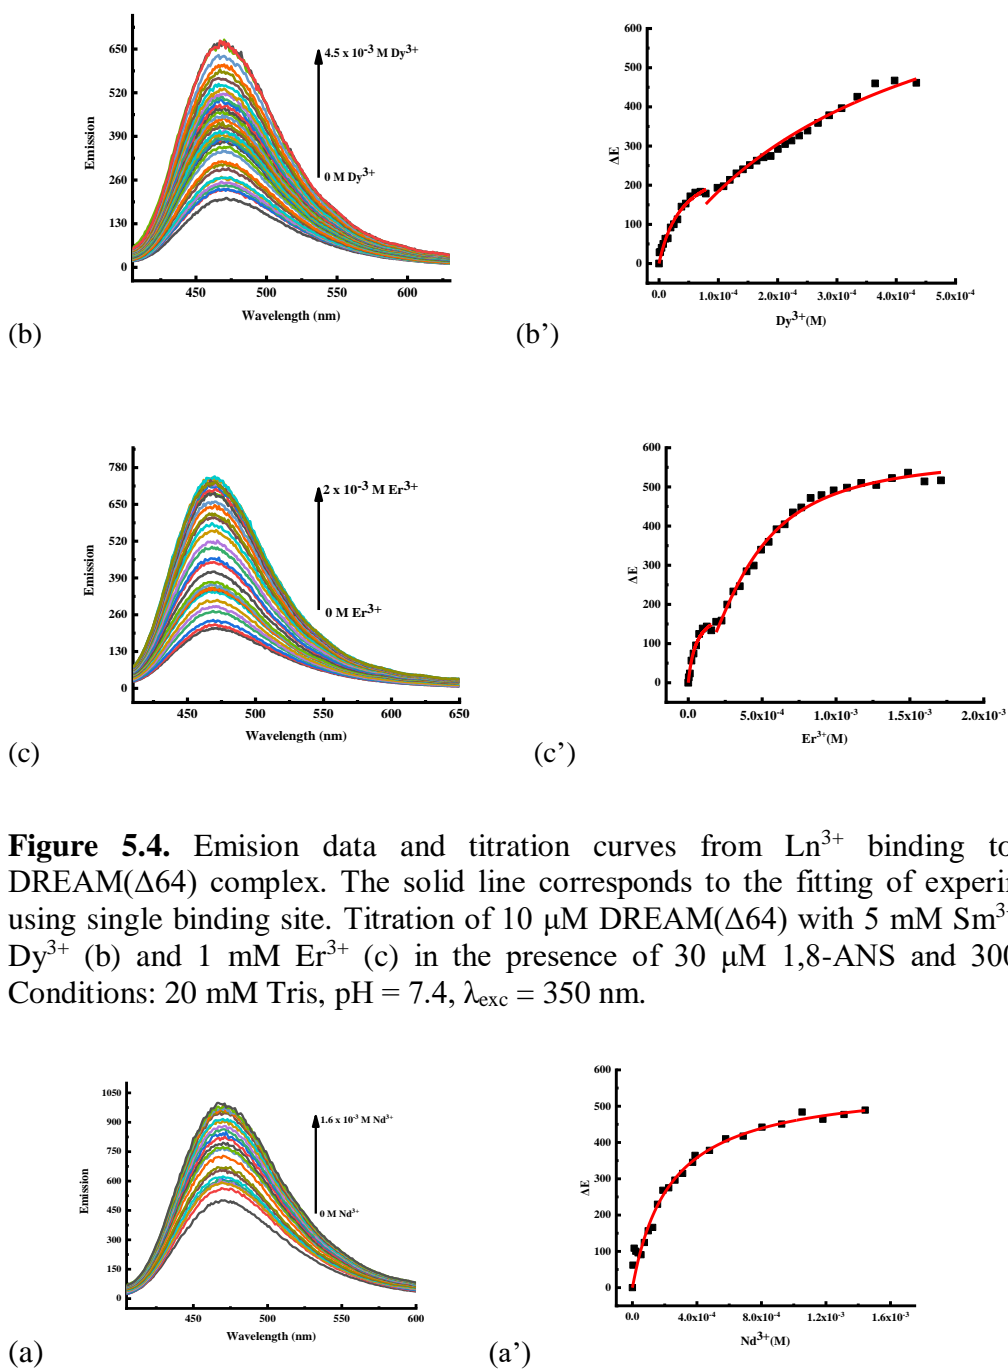 650
520
390
260
130
0
Emission
4.5 x 10⁻³ M Dy³⁺
0 M Dy³⁺
450 500 550 600
Wavelength (nm)
(b)
600
500
400
300
200
100
0
ΔE
0.0 1.0x10⁻⁴ 2.0x10⁻⁴ 3.0x10⁻⁴ 4.0x10⁻⁴ 5.0x10⁻⁴
Dy³⁺(M)
(b’)
780
650
520
390
260
130
0
Emission
2 x 10⁻³ M Er³⁺
0 M Er³⁺
450 500 550 600 650
Wavelength (nm)
(c)
600
500
400
300
200
100
0
ΔE
0.0 5.0x10⁻⁴ 1.0x10⁻³ 1.5x10⁻³ 2.0x10⁻³
Er³⁺(M)
(c’)
Figure 5.4. Emision data and titration curves from Ln³⁺ binding to
DREAM(Δ64) complex. The solid line corresponds to the fitting of experi
using single binding site. Titration of 10 μM DREAM(Δ64) with 5 mM Sm³
Dy³⁺ (b) and 1 mM Er³⁺ (c) in the presence of 30 μM 1,8-ANS and 300
Conditions: 20 mM Tris, pH = 7.4, λexc = 350 nm.
1050
900
750
600
450
300
150
0
Emission
1.6 x 10⁻³ M Nd³⁺
0 M Nd³⁺
450 500 550 600
Wavelength (nm)
(a)
600
500
400
300
200
100
0
ΔE
0.0 4.0x10⁻⁴ 8.0x10⁻⁴ 1.2x10⁻³ 1.6x10⁻³
Nd³⁺(M)
(a’)